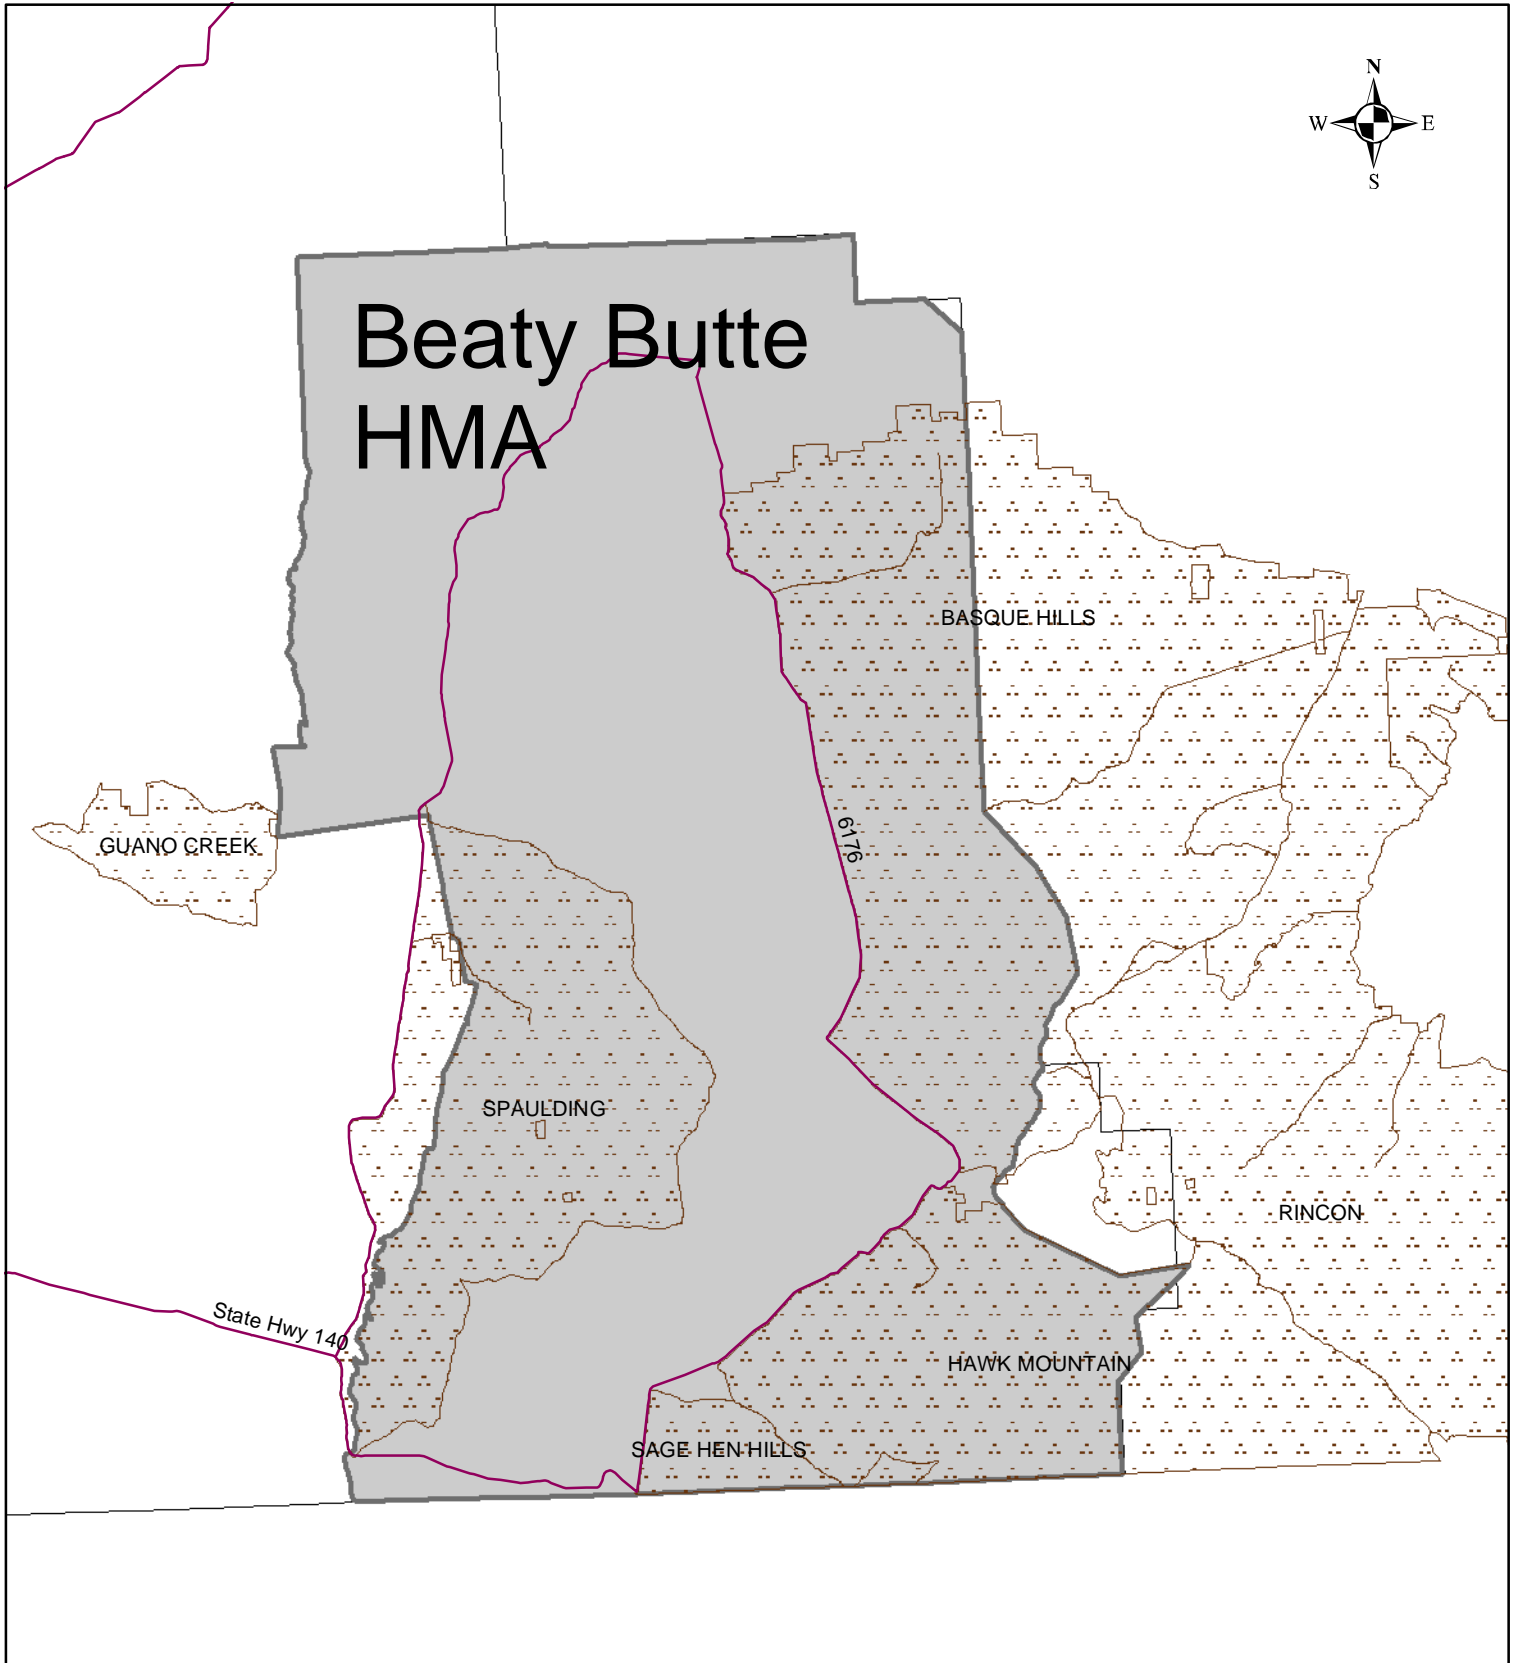 N
W E
S
Beaty Butte
HMA
BASQUE HILLS
6176
GUANO CREEK
SPAULDING
RINCON
State Hwy 140
HAWK MOUNTAIN
SAGE HEN HILLS